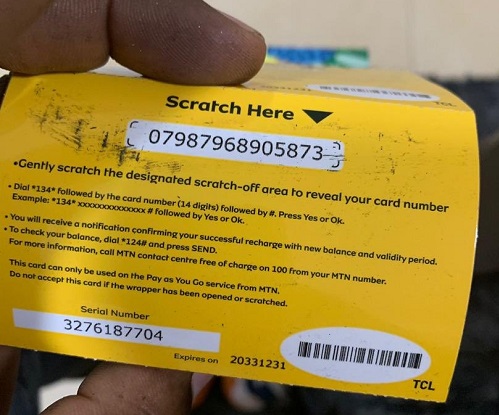 TCL
Scratch Here
07987968905873
•Gently scratch the designated scratch-off area to reveal your card number
• Dial *134* followed by the card number (14 digits) followed by #. Press Yes or Ok.
Example: *134* xxxxxxxxxxxxxx # followed by Yes or Ok.
• You will receive a notification confirming your successful recharge with new balance and validity period.
• To check your balance, dial *124# and press SEND.
For more information, call MTN contact centre free of charge on 100 from your MTN number.
This card can only be used on the Pay as You Go service from MTN.
Do not accept this card if the wrapper has been opened or scratched.
Serial Number
3276187704
Expires on 20331231
TCL